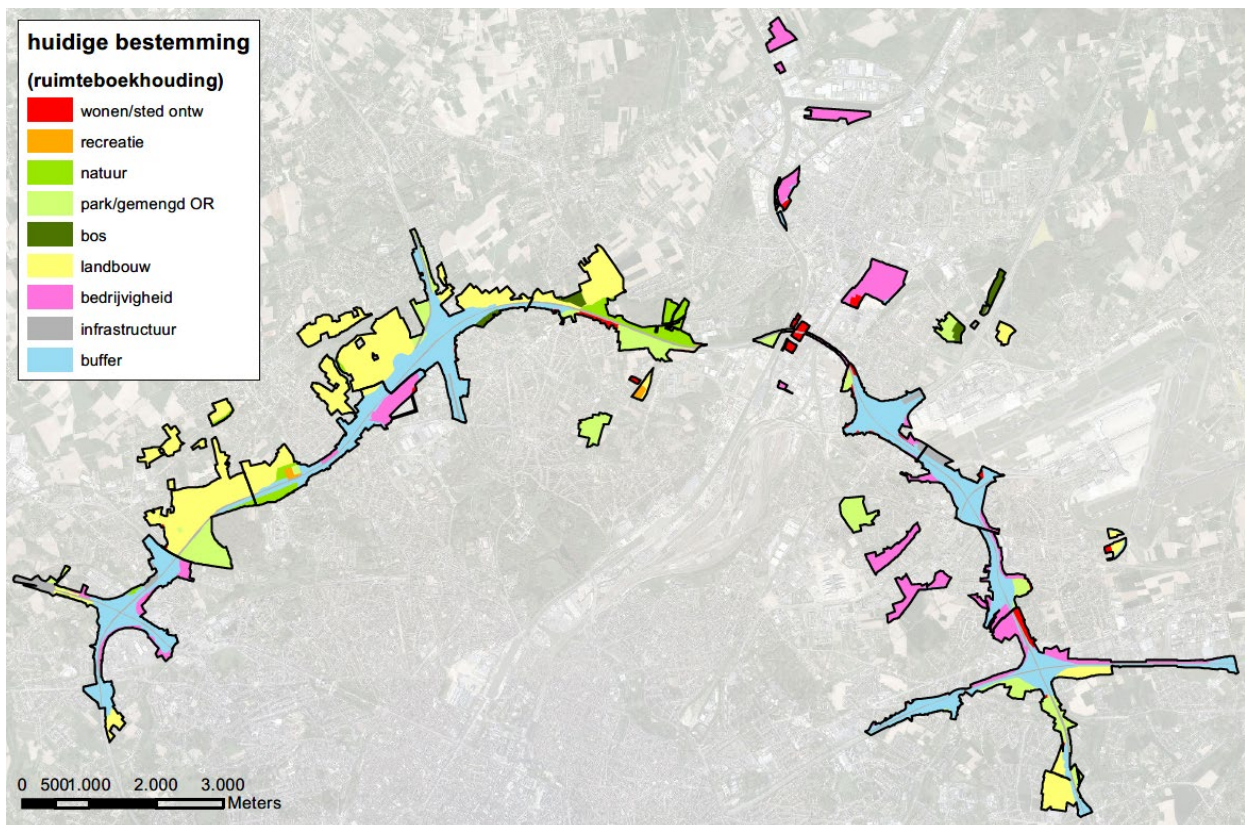 huidige bestemming
(ruimteboekhouding)
wonen/sted ontw
recreatie
natuur
park/gemengd OR
bos
landbouw
bedrijvigheid
infrastructuur
buffer
0 5001.000 2.000 3.000
Meters